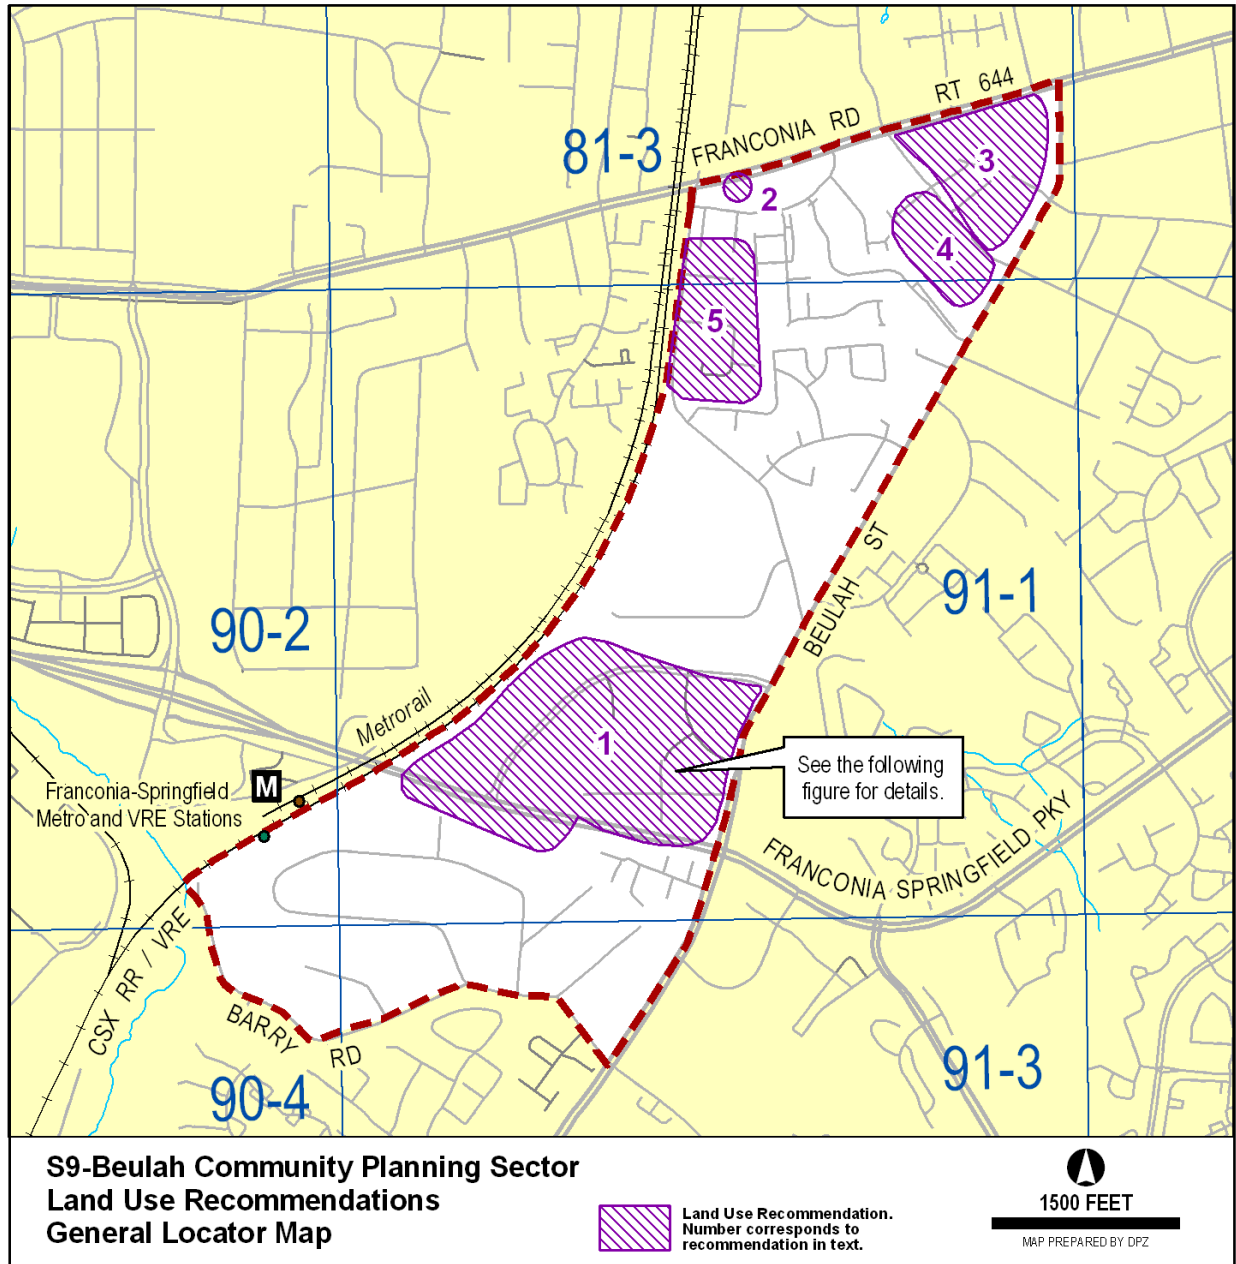 RT 644
FRANCONIA RD
81-3
3
2
4
5
BEULAH ST
91-1
90-2
Metrorail
1
See the following
figure for details.
M
Franconia-Springfield
Metro and VRE Stations
FRANCONIA SPRINGFIELD PKY
CSX RR / VRE
BARRY
RD
90-4
91-3
S9-Beulah Community Planning Sector
Land Use Recommendations
General Locator Map
Land Use Recommendation.
Number corresponds to
recommendation in text.
1500 FEET
MAP PREPARED BY DPZ